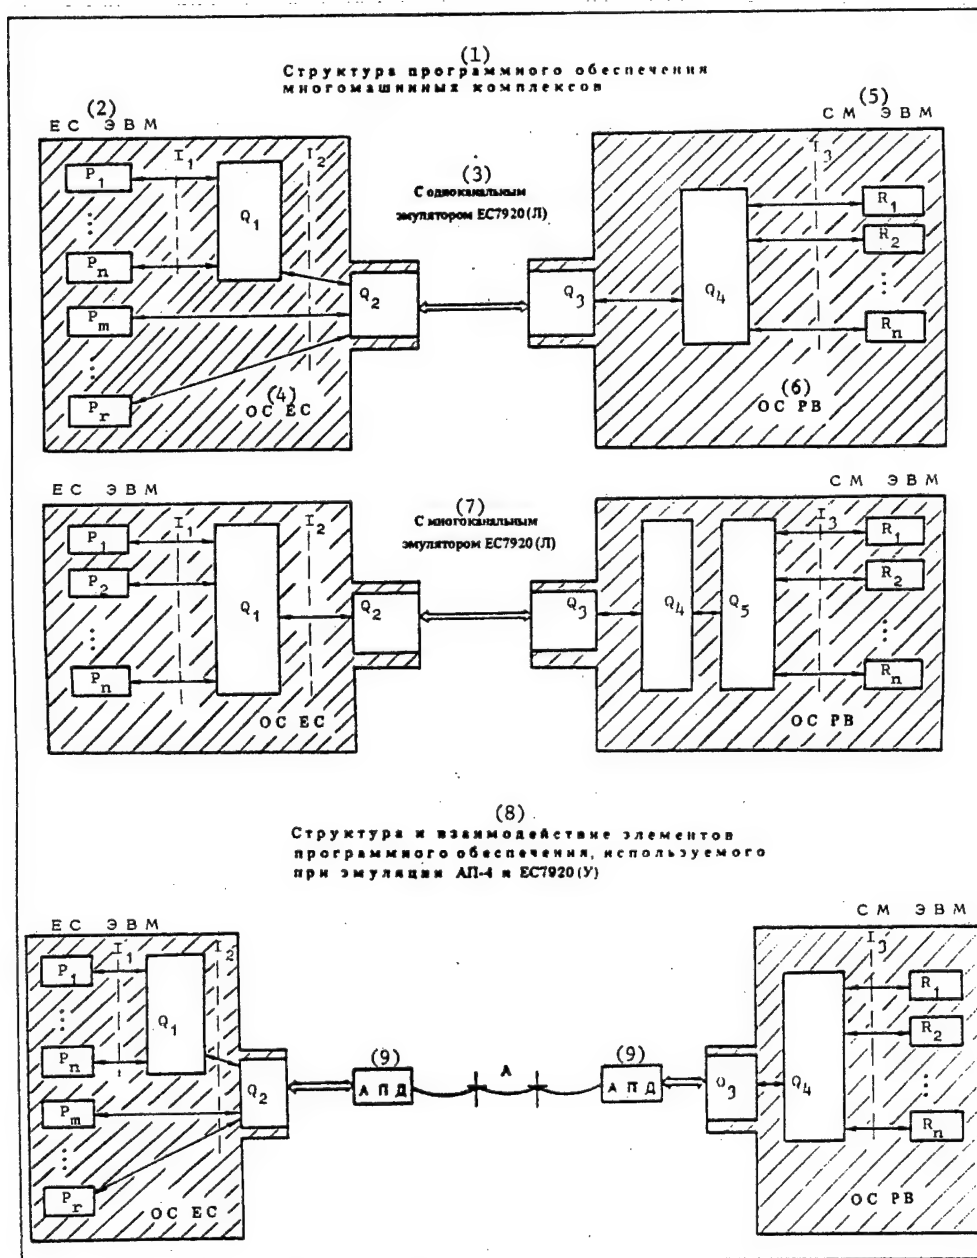 (1)
Структура программного обеспечения
многомашинных комплексов
(2)
ЕС ЭВМ
(5)
СМ ЭВМ
I1
I2
I3
P1
Pn
Pm
Pr
Q1
Q2
(3)
С одноканальным
эмулятором ЕС7920(Л)
Q3
Q4
R1
R2
Rn
(4)
ОС ЕС
(6)
ОС РВ
ЕС ЭВМ
СМ ЭВМ
I1
I2
I3
P1
P2
Pn
Q1
Q2
(7)
С многоканальным
эмулятором ЕС7920(Л)
Q3
Q4
Q5
R1
R2
Rn
ОС ЕС
ОС РВ
(8)
Структура и взаимодействие элементов
программного обеспечения, используемого
при эмуляции АП-4 и ЕС7920(У)
ЕС ЭВМ
СМ ЭВМ
I1
I2
I3
P1
Pn
Pm
Pr
Q1
Q2
(9)
АПД
А
(9)
АПД
Q3
Q4
R1
R2
Rn
ОС ЕС
ОС РВ